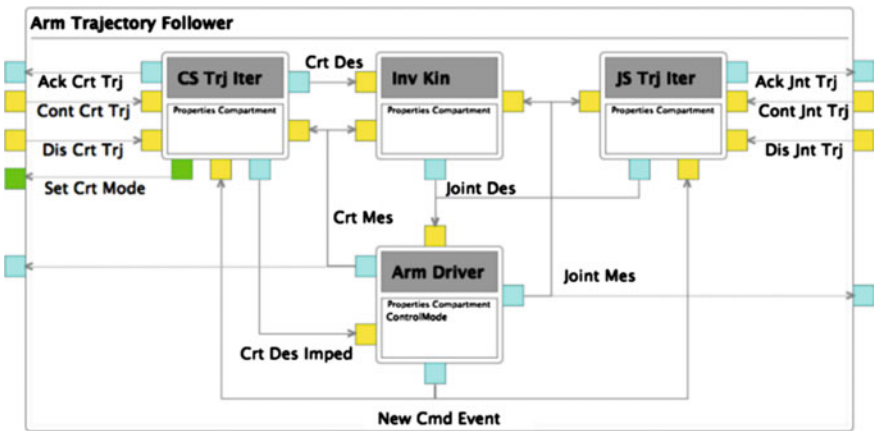 Arm Trajectory Follower
Crt Des
CS Trj Iter
Inv Kin
JS Trj Iter
Ack Crt Trj
Ack Jnt Trj
Properties Compartment
Properties Compartment
Properties Compartment
Cont Crt Trj
Cont Jnt Trj
Dis Crt Trj
Dis Jnt Trj
Set Crt Mode
Joint Des
Crt Mes
Arm Driver
Joint Mes
Properties Compartment
ControlMode
Crt Des Imped
New Cmd Event